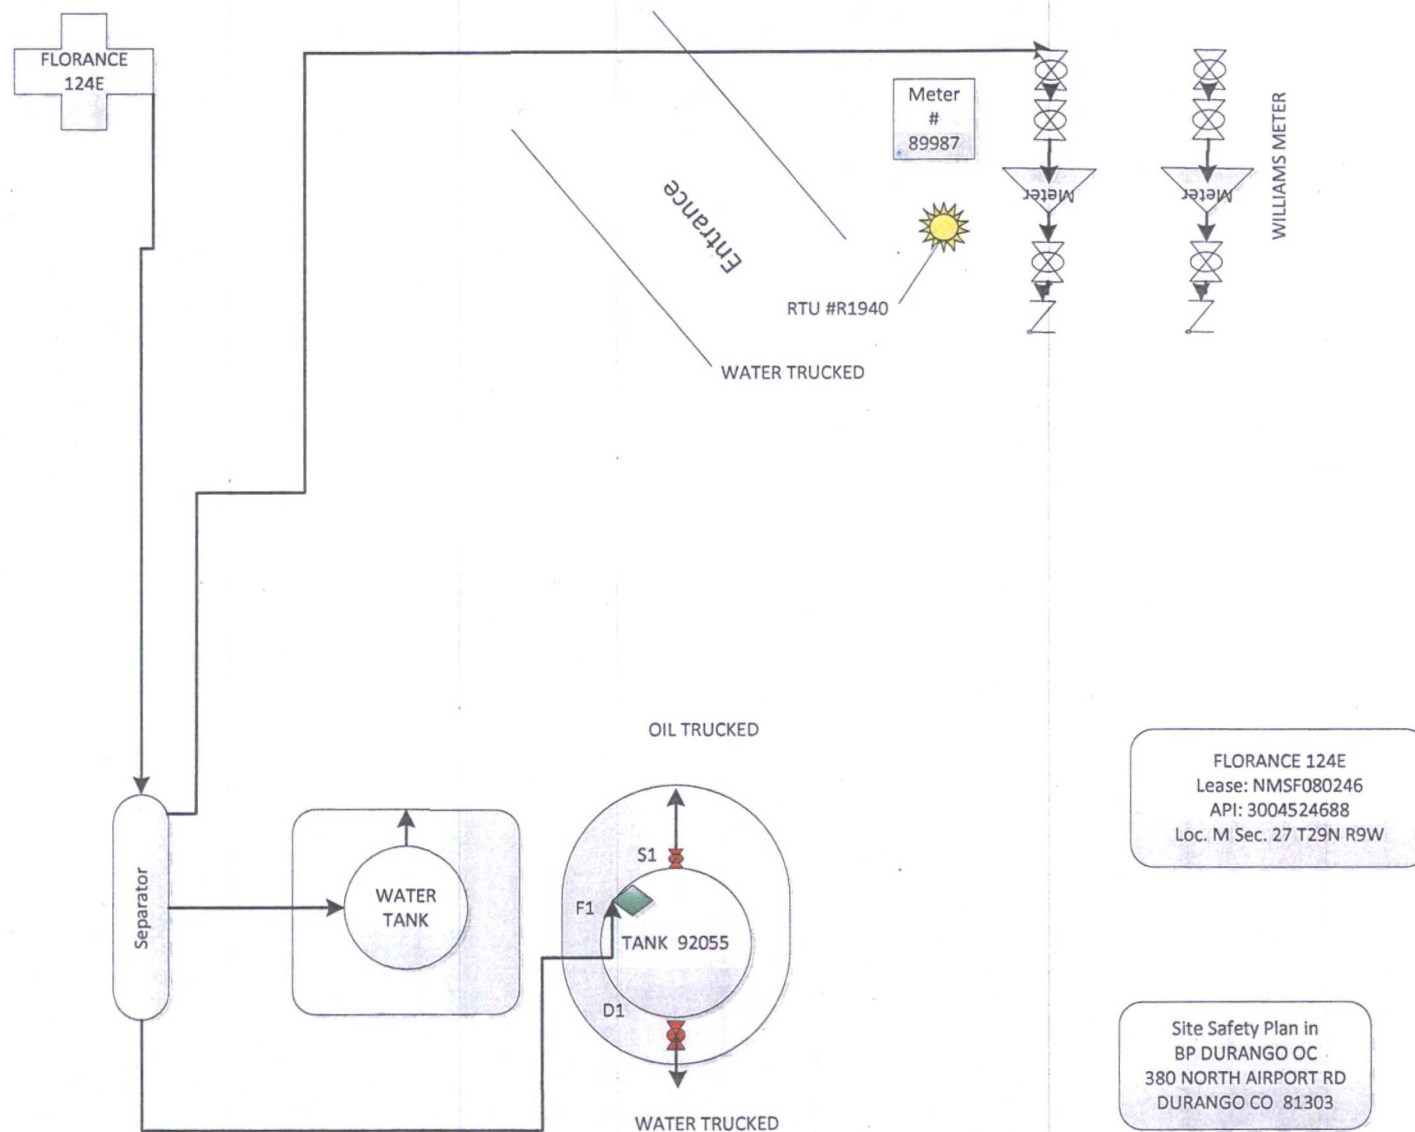 FLORANCE
124E
Meter
#
89987
Meter
Meter
WILLIAMS METER
Entrance
RTU #R1940
WATER TRUCKED
OIL TRUCKED
Separator
WATER
TANK
S1
F1
TANK 92055
D1
WATER TRUCKED
FLORANCE 124E
Lease: NMSF080246
API: 3004524688
Loc. M Sec. 27 T29N R9W
Site Safety Plan in
BP DURANGO OC
380 NORTH AIRPORT RD
DURANGO CO 81303